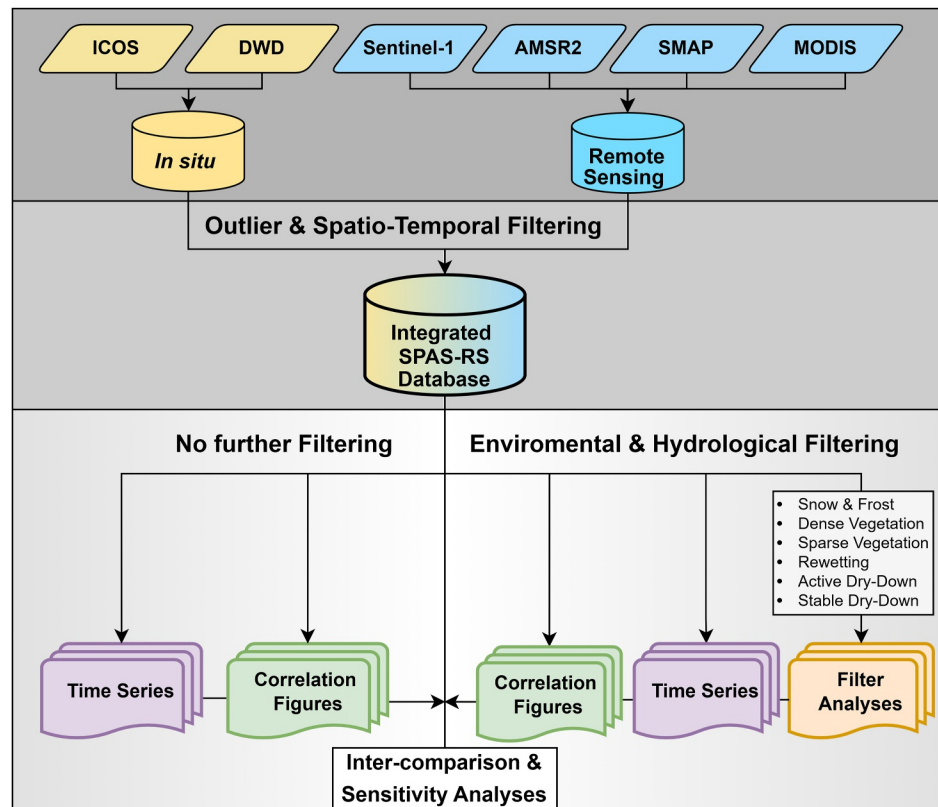 ICOS
DWD
Sentinel-1
AMSR2
SMAP
MODIS
In situ
Remote
Sensing
Outlier & Spatio-Temporal Filtering
Integrated
SPAS-RS
Database
No further Filtering
Enviromental & Hydrological Filtering
• Snow & Frost
• Dense Vegetation
• Sparse Vegetation
• Rewetting
• Active Dry-Down
• Stable Dry-Down
Time Series
Correlation
Figures
Correlation
Figures
Time Series
Filter
Analyses
Inter-comparison &
Sensitivity Analyses